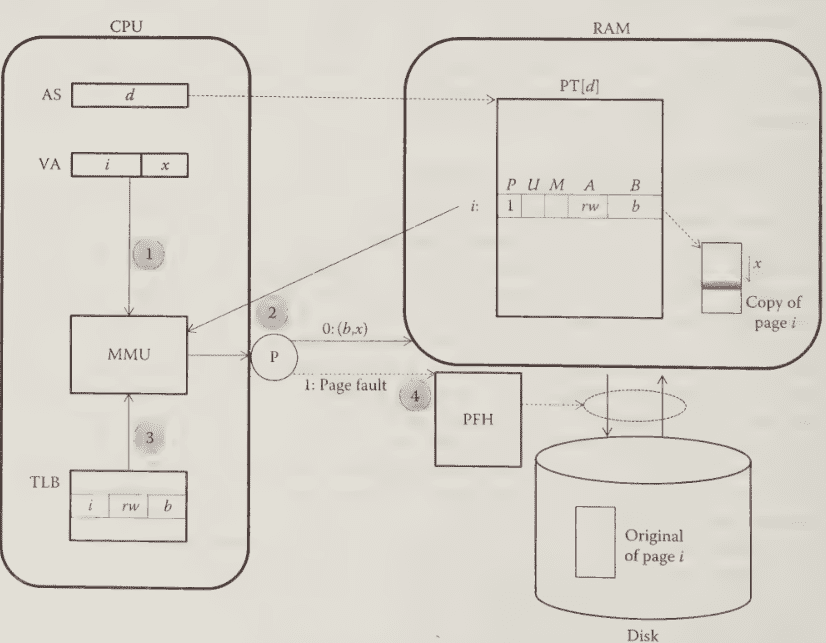 CPU
RAM
AS
d
PT[d]
VA
i x
P U M A B
i: 1 rw b
x
1
Copy of
page i
2
0: (b,x)
MMU
P
1: Page fault
4
PFH
3
TLB
i rw b
Original
of page i
Disk